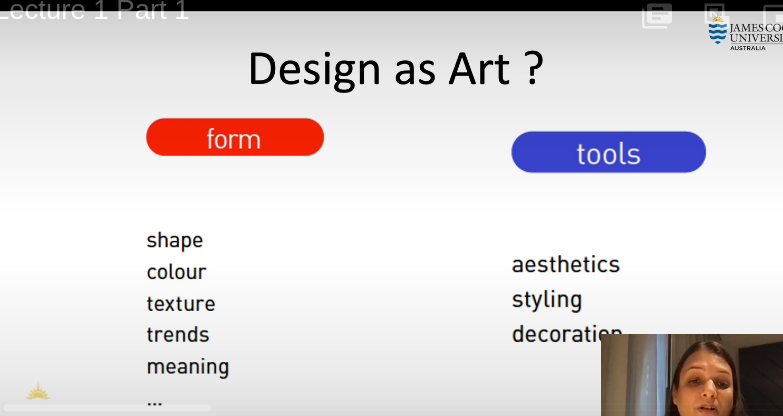 Lecture 1 Part 1
JAMES COO
UNIVERSI
AUSTRALIA
Design as Art ?
form
tools
shape
colour
texture
trends
meaning
...
aesthetics
styling
decoration